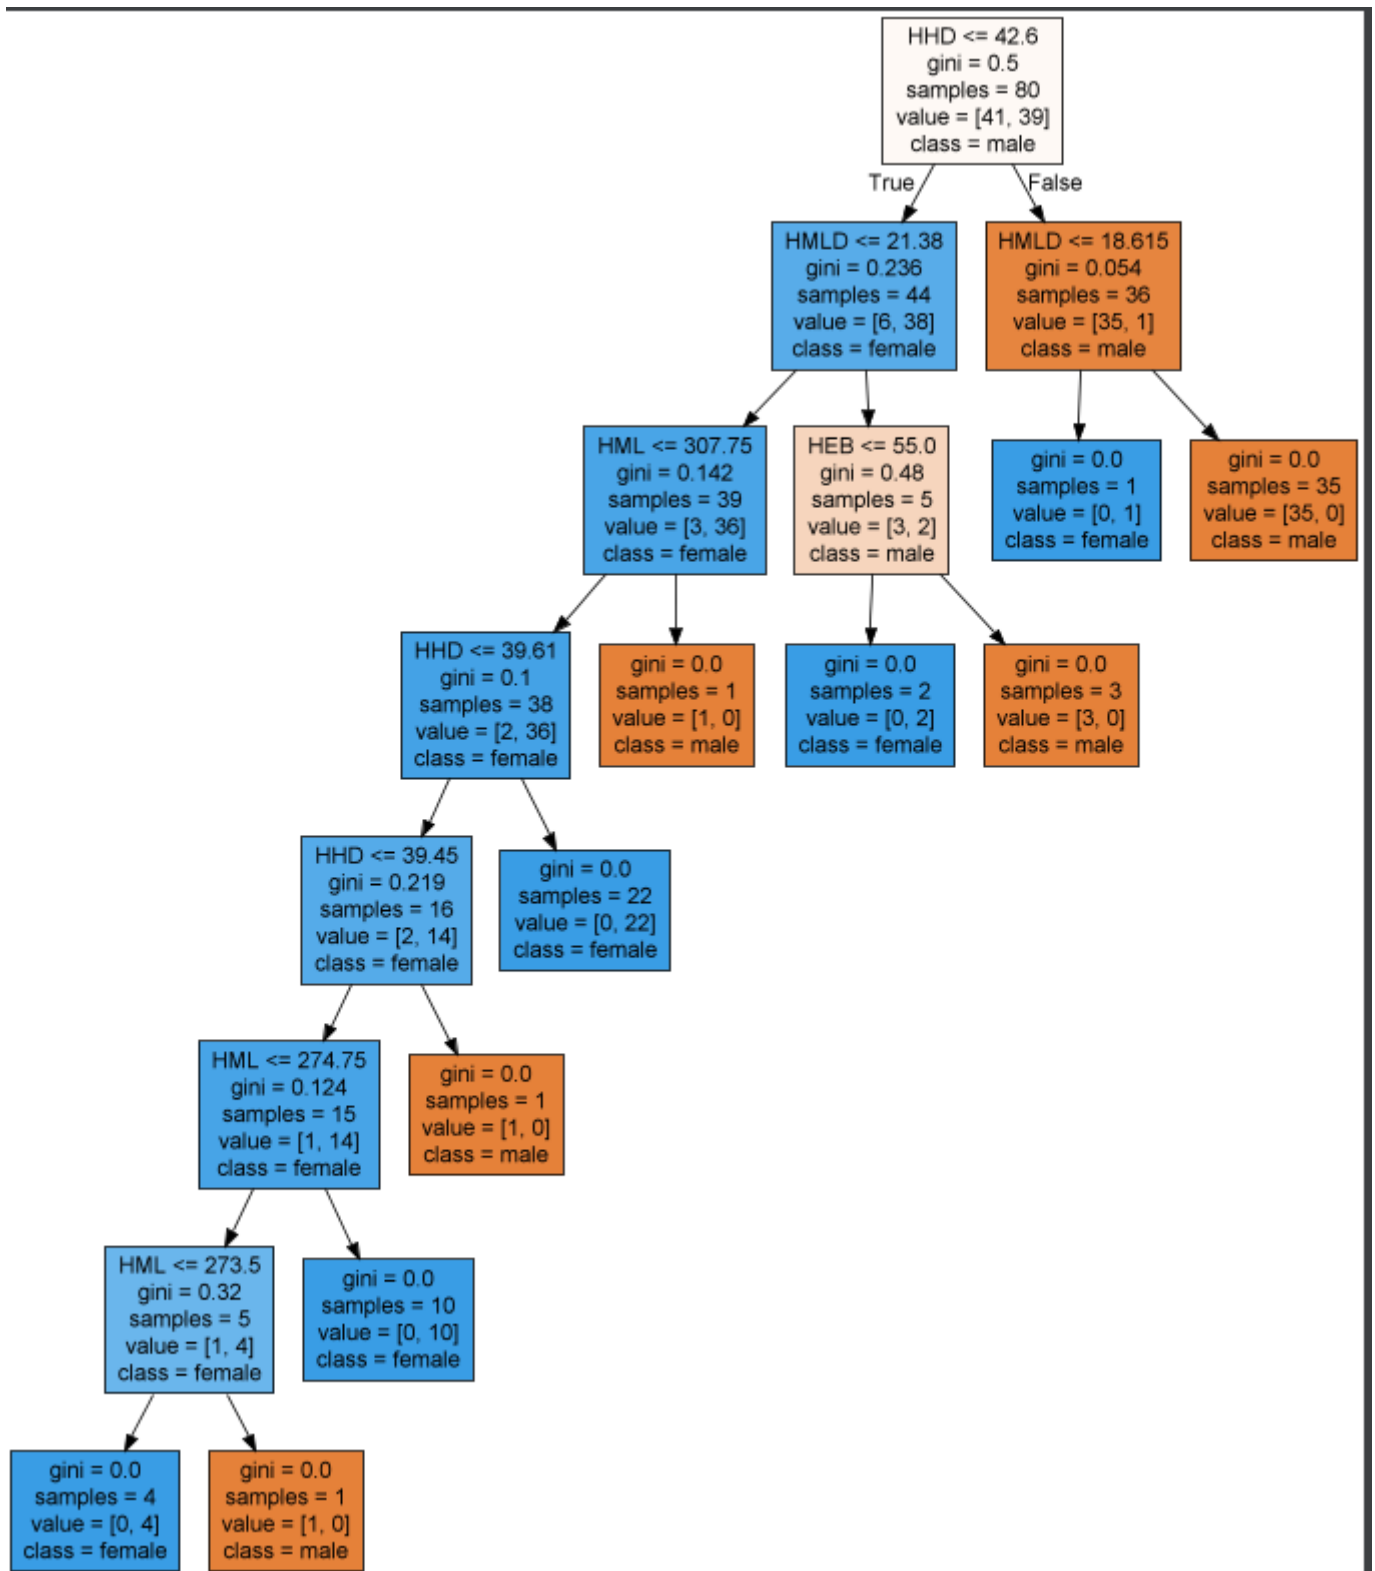 HHD <= 42.6
gini = 0.5
samples = 80
value = [41, 39]
class = male
True
False
HMLD <= 21.38
gini = 0.236
samples = 44
value = [6, 38]
class = female
HMLD <= 18.615
gini = 0.054
samples = 36
value = [35, 1]
class = male
HML <= 307.75
gini = 0.142
samples = 39
value = [3, 36]
class = female
HEB <= 55.0
gini = 0.48
samples = 5
value = [3, 2]
class = male
gini = 0.0
samples = 1
value = [0, 1]
class = female
gini = 0.0
samples = 35
value = [35, 0]
class = male
HHD <= 39.61
gini = 0.1
samples = 38
value = [2, 36]
class = female
gini = 0.0
samples = 1
value = [1, 0]
class = male
gini = 0.0
samples = 2
value = [0, 2]
class = female
gini = 0.0
samples = 3
value = [3, 0]
class = male
HHD <= 39.45
gini = 0.219
samples = 16
value = [2, 14]
class = female
gini = 0.0
samples = 22
value = [0, 22]
class = female
HML <= 274.75
gini = 0.124
samples = 15
value = [1, 14]
class = female
gini = 0.0
samples = 1
value = [1, 0]
class = male
HML <= 273.5
gini = 0.32
samples = 5
value = [1, 4]
class = female
gini = 0.0
samples = 10
value = [0, 10]
class = female
gini = 0.0
samples = 4
value = [0, 4]
class = female
gini = 0.0
samples = 1
value = [1, 0]
class = male